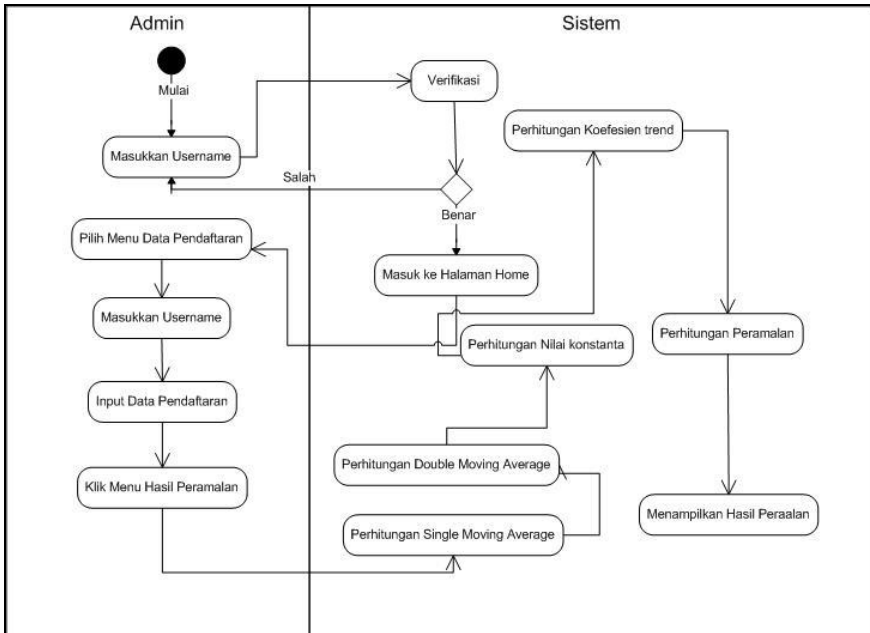 Admin
Sistem
Mulai
Verifikasi
Perhitungan Koefesien trend
Masukkan Username
Salah
Benar
Pilih Menu Data Pendaftaran
Masuk ke Halaman Home
Masukkan Username
Perhitungan Nilai konstanta
Perhitungan Peramalan
Input Data Pendaftaran
Perhitungan Double Moving Average
Klik Menu Hasil Peramalan
Menampilkan Hasil Peraalan
Perhitungan Single Moving Average